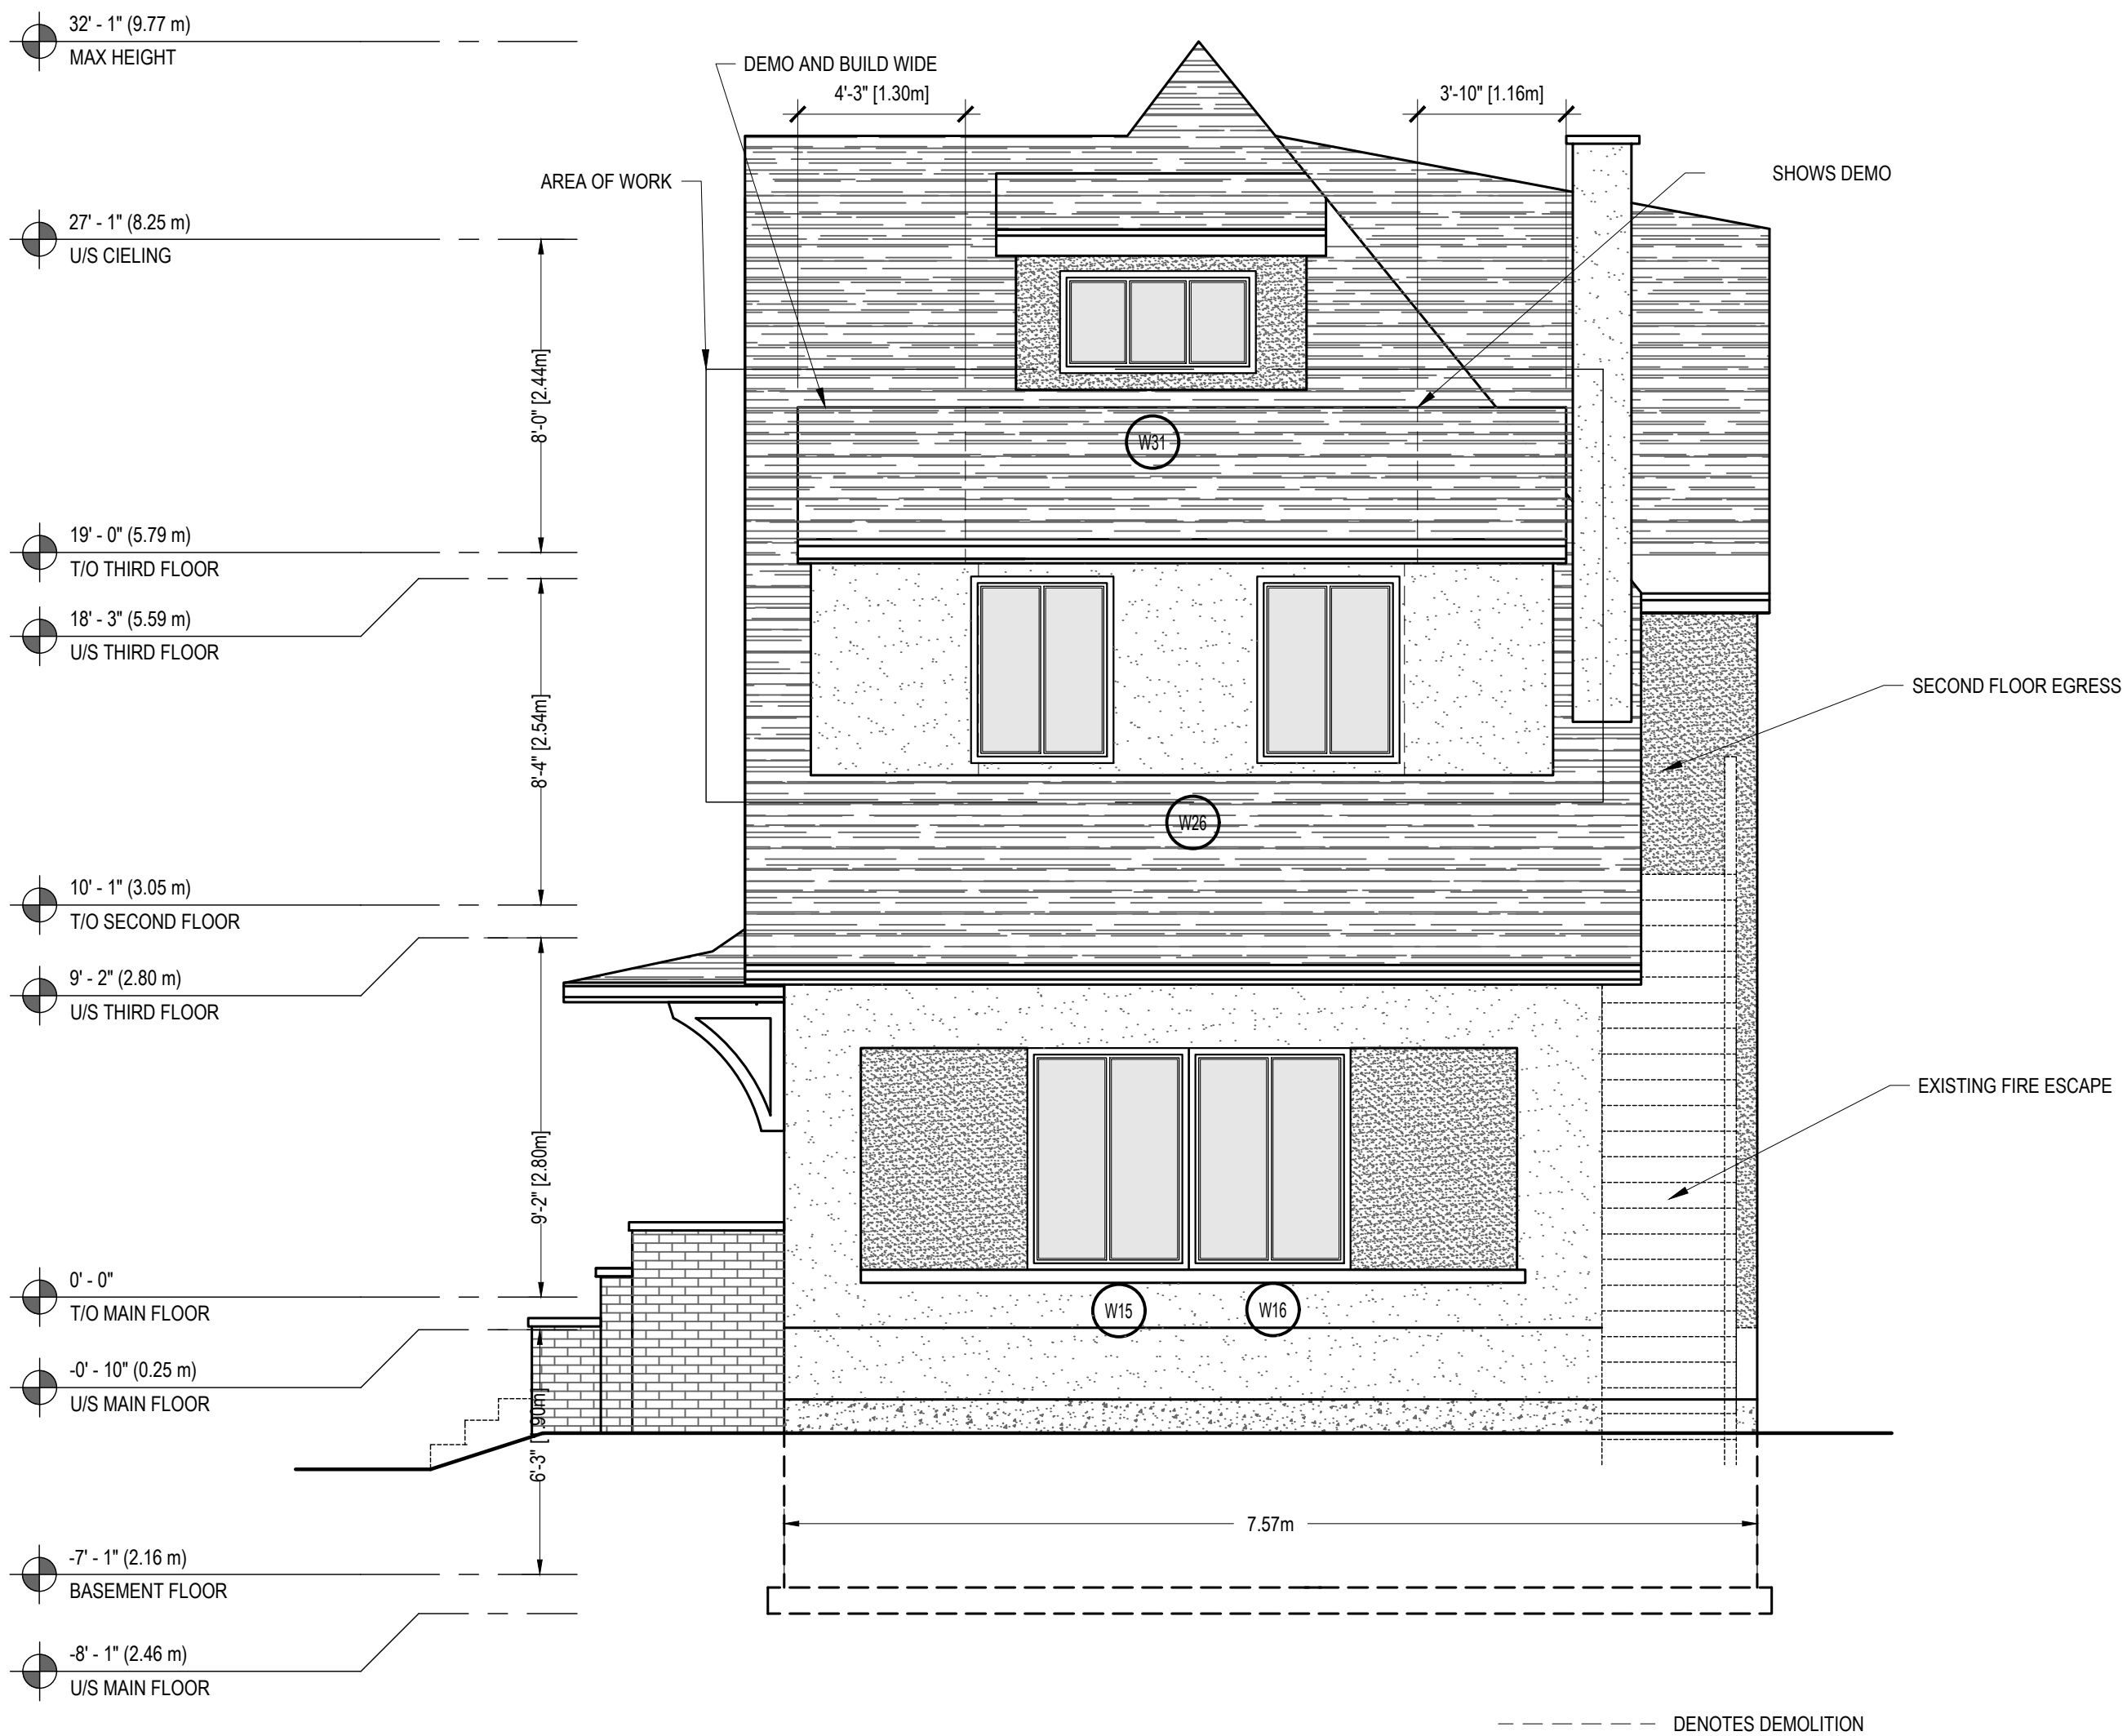 32' - 1" (9.77 m)
MAX HEIGHT
DEMO AND BUILD WIDE
4'-3" [1.30m]
3'-10" [1.16m]
AREA OF WORK
SHOWS DEMO
27' - 1" (8.25 m)
U/S CIELING
8'-0" [2.44m]
W31
19' - 0" (5.79 m)
T/O THIRD FLOOR
18' - 3" (5.59 m)
U/S THIRD FLOOR
8'-4" [2.54m]
SECOND FLOOR EGRESS
W26
10' - 1" (3.05 m)
T/O SECOND FLOOR
9' - 2" (2.80 m)
U/S THIRD FLOOR
EXISTING FIRE ESCAPE
9'-2" [2.80m]
0' - 0"
T/O MAIN FLOOR
W15
W16
-0' - 10" (0.25 m)
U/S MAIN FLOOR
6'-3" [1.90m]
7.57m
-7' - 1" (2.16 m)
BASEMENT FLOOR
-8' - 1" (2.46 m)
U/S MAIN FLOOR
DENOTES DEMOLITION